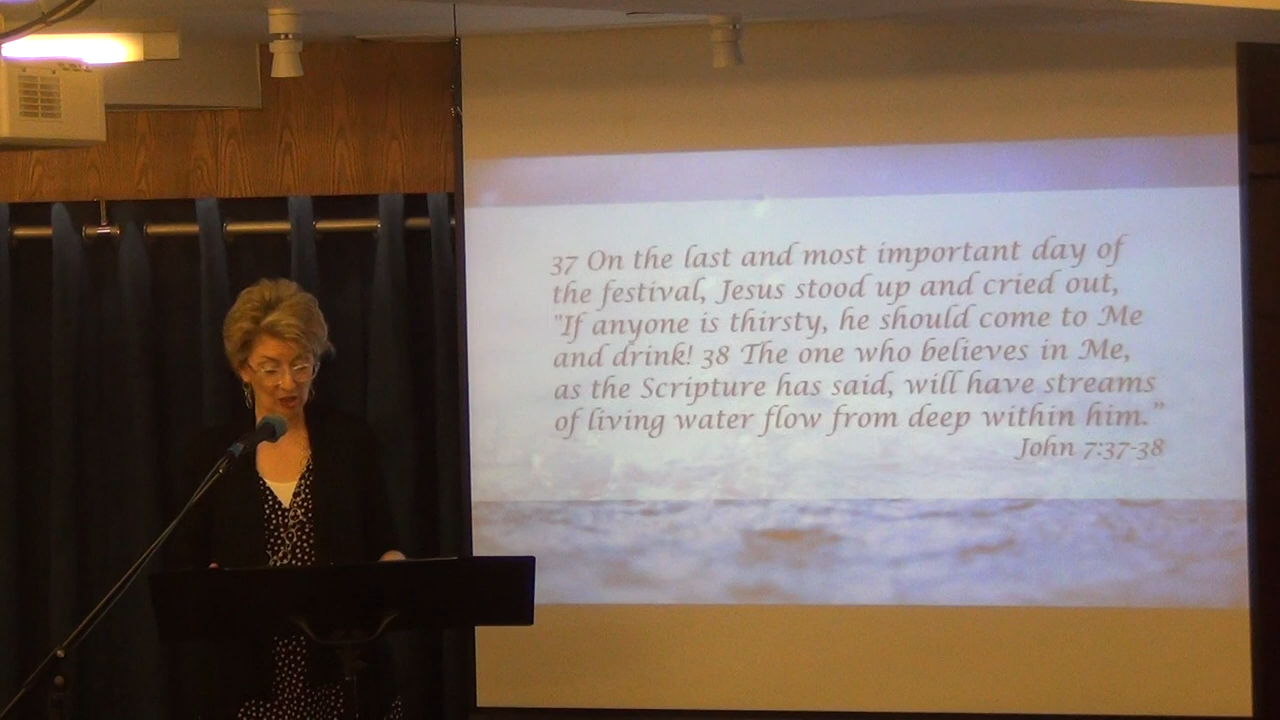 37 On the last and most important day of
the festival, Jesus stood up and cried out,
"If anyone is thirsty, he should come to Me
and drink! 38 The one who believes in Me,
as the Scripture has said, will have streams
of living water flow from deep within him."
John 7:37-38